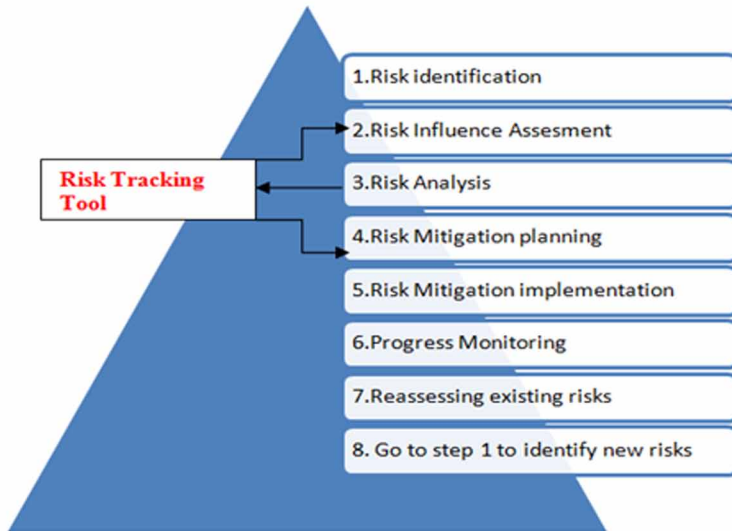 1.Risk identification
2.Risk Influence Assesment
Risk Tracking
Tool
3.Risk Analysis
4.Risk Mitigation planning
5.Risk Mitigation implementation
6.Progress Monitoring
7.Reassessing existing risks
8. Go to step 1 to identify new risks